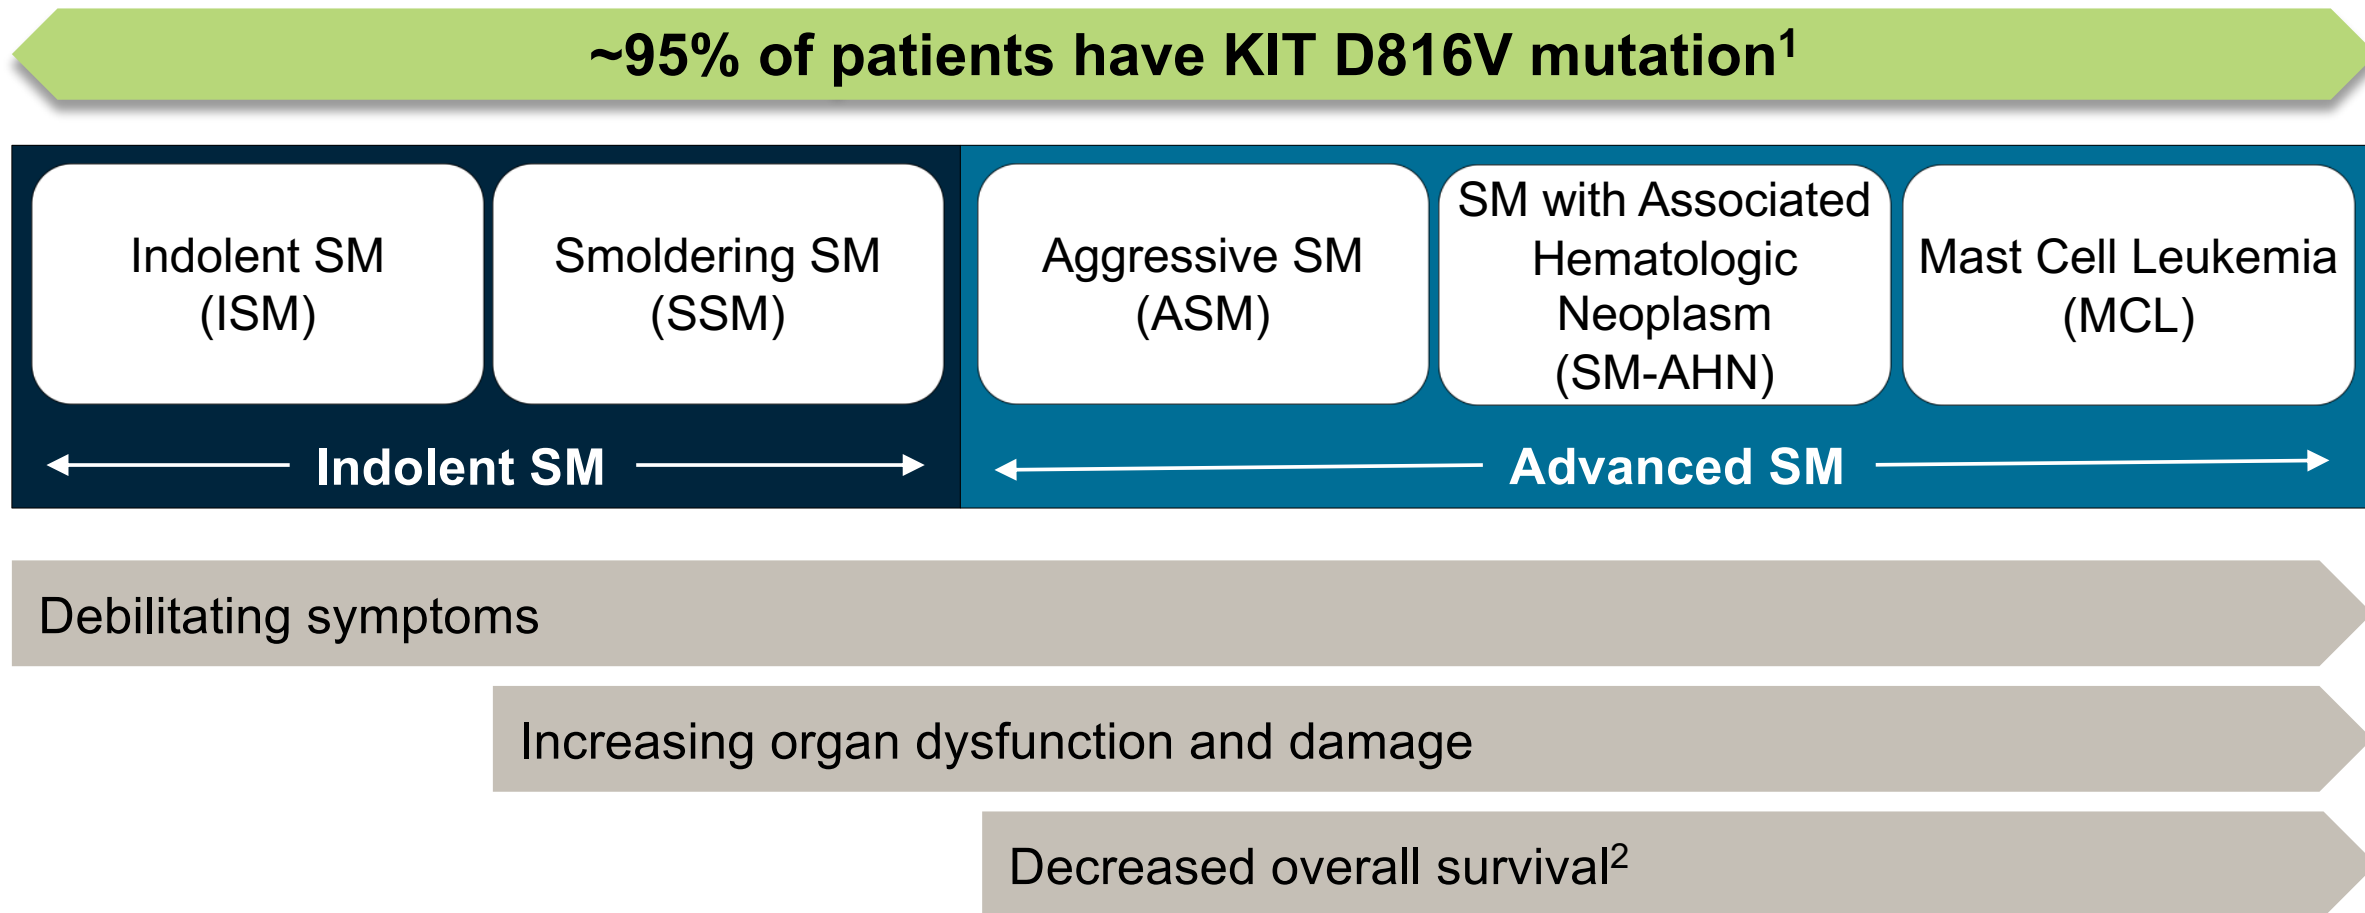 ~95% of patients have KIT D816V mutation¹
Indolent SM
(ISM)
Smoldering SM
(SSM)
Aggressive SM
(ASM)
SM with Associated
Hematologic
Neoplasm
(SM-AHN)
Mast Cell Leukemia
(MCL)
Indolent SM
Advanced SM
Debilitating symptoms
Increasing organ dysfunction and damage
Decreased overall survival²